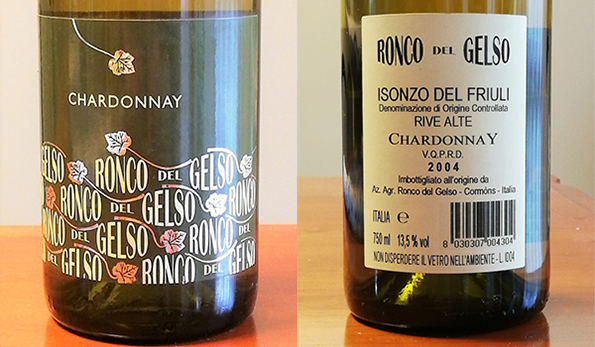 CHARDONNAY
RONCO DEL GELSO
RONCO DEL GELSO
RONCO DEL GELSO RONCO
DEL GELSO RONCO DEL GELSO
RONCO DEL GELSO
ISONZO DEL FRIULI
Denominazione di Origine Controllata
RIVE ALTE
CHARDONNAY
V.Q.P.R.D.
2004
Imbottigliato all'origine da
Az. Agr. Ronco del Gelso - Cormòns - Italia
ITALIA e
750 ml 13,5% vol
8 030307 004304
NON DISPERDERE IL VETRO NELL'AMBIENTE - L. I004